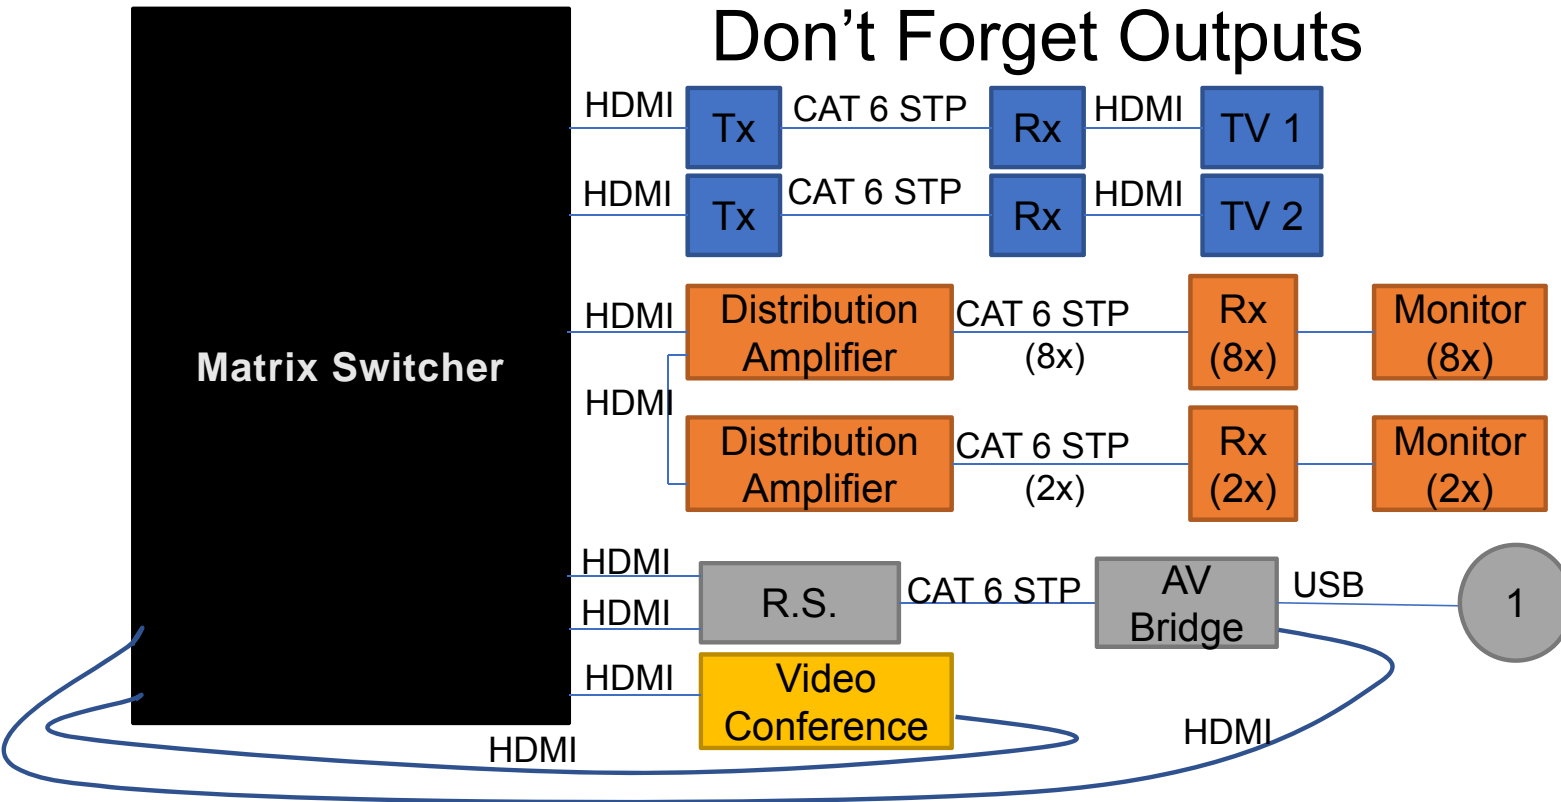 Don’t Forget Outputs
HDMI
Tx
CAT 6 STP
Rx
HDMI
TV 1
HDMI
Tx
CAT 6 STP
Rx
HDMI
TV 2
Matrix Switcher
HDMI
Distribution
Amplifier
CAT 6 STP
(8x)
Rx
(8x)
Monitor
(8x)
HDMI
Distribution
Amplifier
CAT 6 STP
(2x)
Rx
(2x)
Monitor
(2x)
HDMI
HDMI
R.S.
CAT 6 STP
AV
Bridge
USB
1
HDMI
Video
Conference
HDMI
HDMI